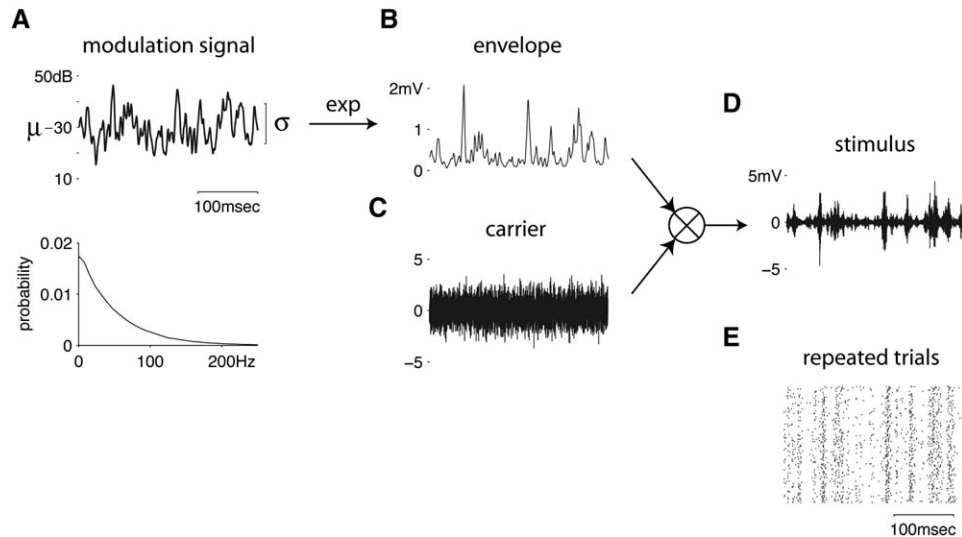 A
modulation signal
50dB
μ 30
10
σ
100msec
exp
B
envelope
2mV
1
0
C
carrier
5
0
−5
D
stimulus
5mV
0
−5
0.02
0.01
0
probability
0 100 200Hz
E
repeated trials
100msec